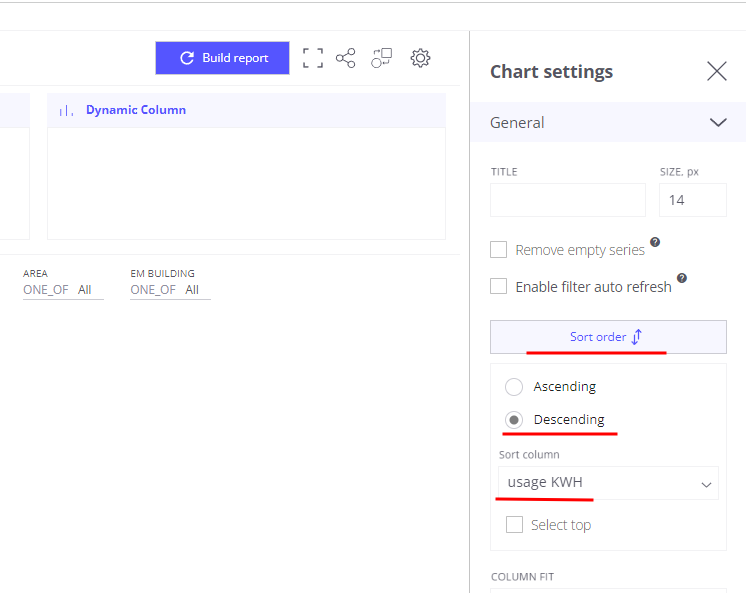 Build report
Chart settings
Dynamic Column
General
TITLE
SIZE, px
14
Remove empty series ?
Enable filter auto refresh ?
AREA
ONE_OF All
EM BUILDING
ONE_OF All
Sort order
Ascending
Descending
Sort column
usage KWH
Select top
COLUMN FIT